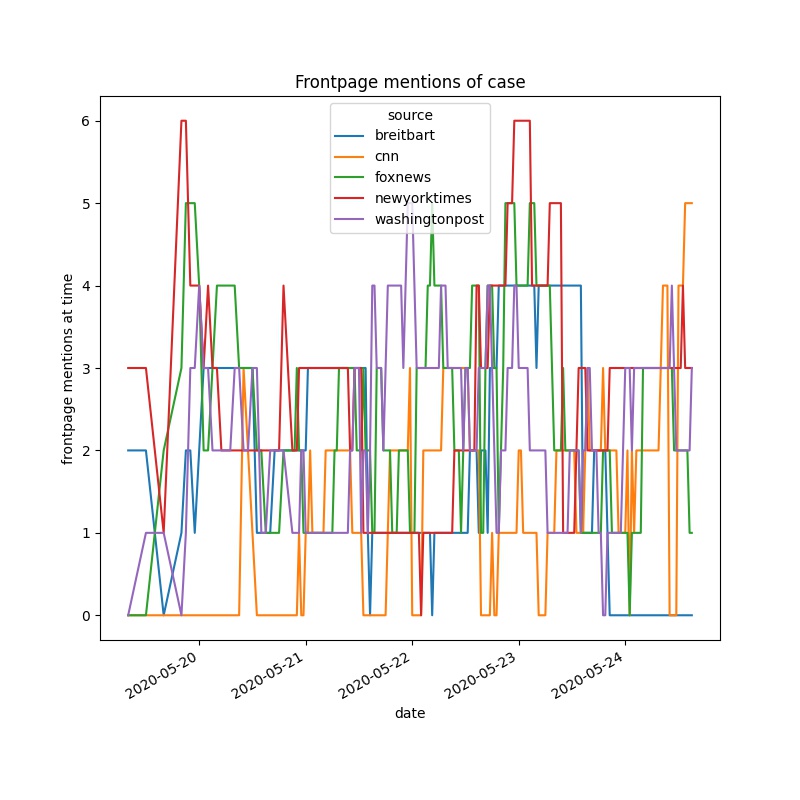 Frontpage mentions of case
source
breitbart
cnn
foxnews
newyorktimes
washingtonpost
6
5
4
3
2
1
0
frontpage mentions at time
2020-05-20
2020-05-21
2020-05-22
2020-05-23
2020-05-24
date